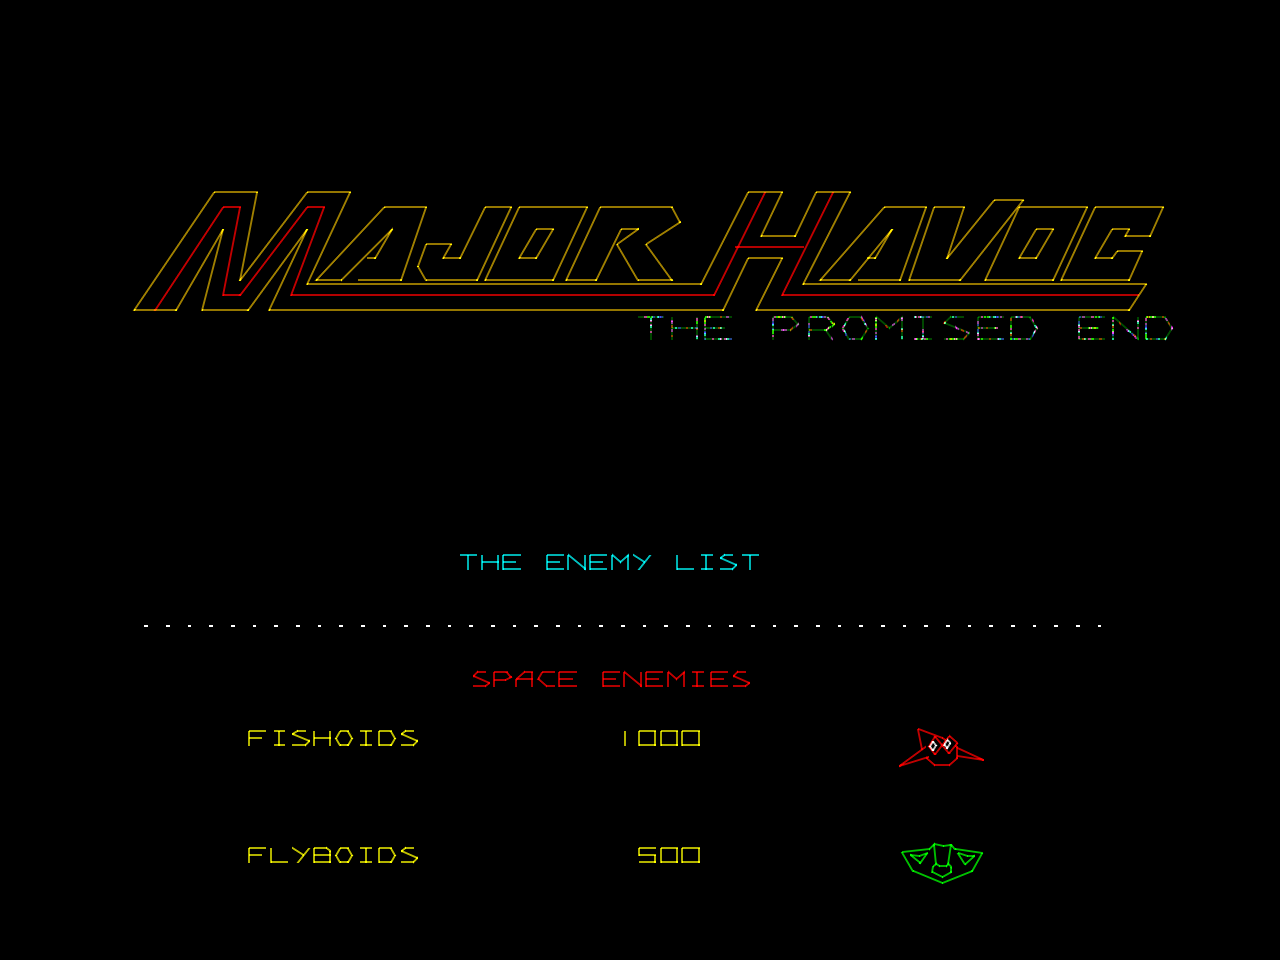 MAJOR HAVOC
THE PROMISED END
THE ENEMY LIST
SPACE ENEMIES
FISHOIDS 1000
FLYBOIDS 500